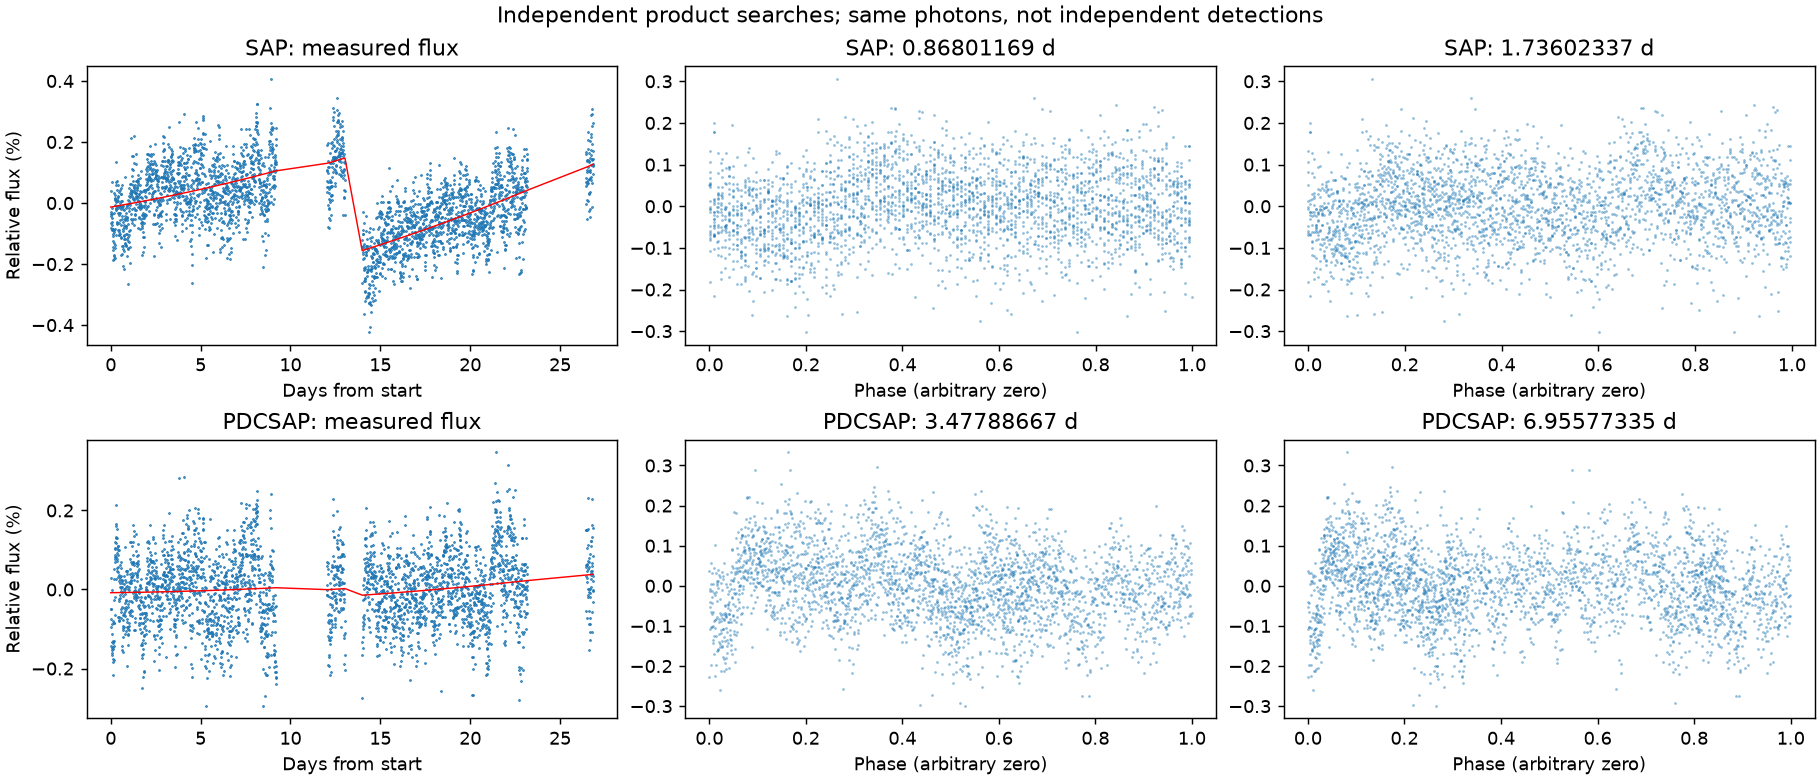 Independent product searches; same photons, not independent detections
SAP: measured flux
SAP: 0.86801169 d
SAP: 1.73602337 d
Relative flux (%)
0.4
0.2
0.0
−0.2
−0.4
0 5 10 15 20 25
Days from start
0.3
0.2
0.1
0.0
−0.1
−0.2
−0.3
0.0 0.2 0.4 0.6 0.8 1.0
Phase (arbitrary zero)
0.3
0.2
0.1
0.0
−0.1
−0.2
−0.3
0.0 0.2 0.4 0.6 0.8 1.0
Phase (arbitrary zero)
PDCSAP: measured flux
PDCSAP: 3.47788667 d
PDCSAP: 6.95577335 d
Relative flux (%)
0.2
0.0
−0.2
0 5 10 15 20 25
Days from start
0.3
0.2
0.1
0.0
−0.1
−0.2
−0.3
0.0 0.2 0.4 0.6 0.8 1.0
Phase (arbitrary zero)
0.3
0.2
0.1
0.0
−0.1
−0.2
−0.3
0.0 0.2 0.4 0.6 0.8 1.0
Phase (arbitrary zero)